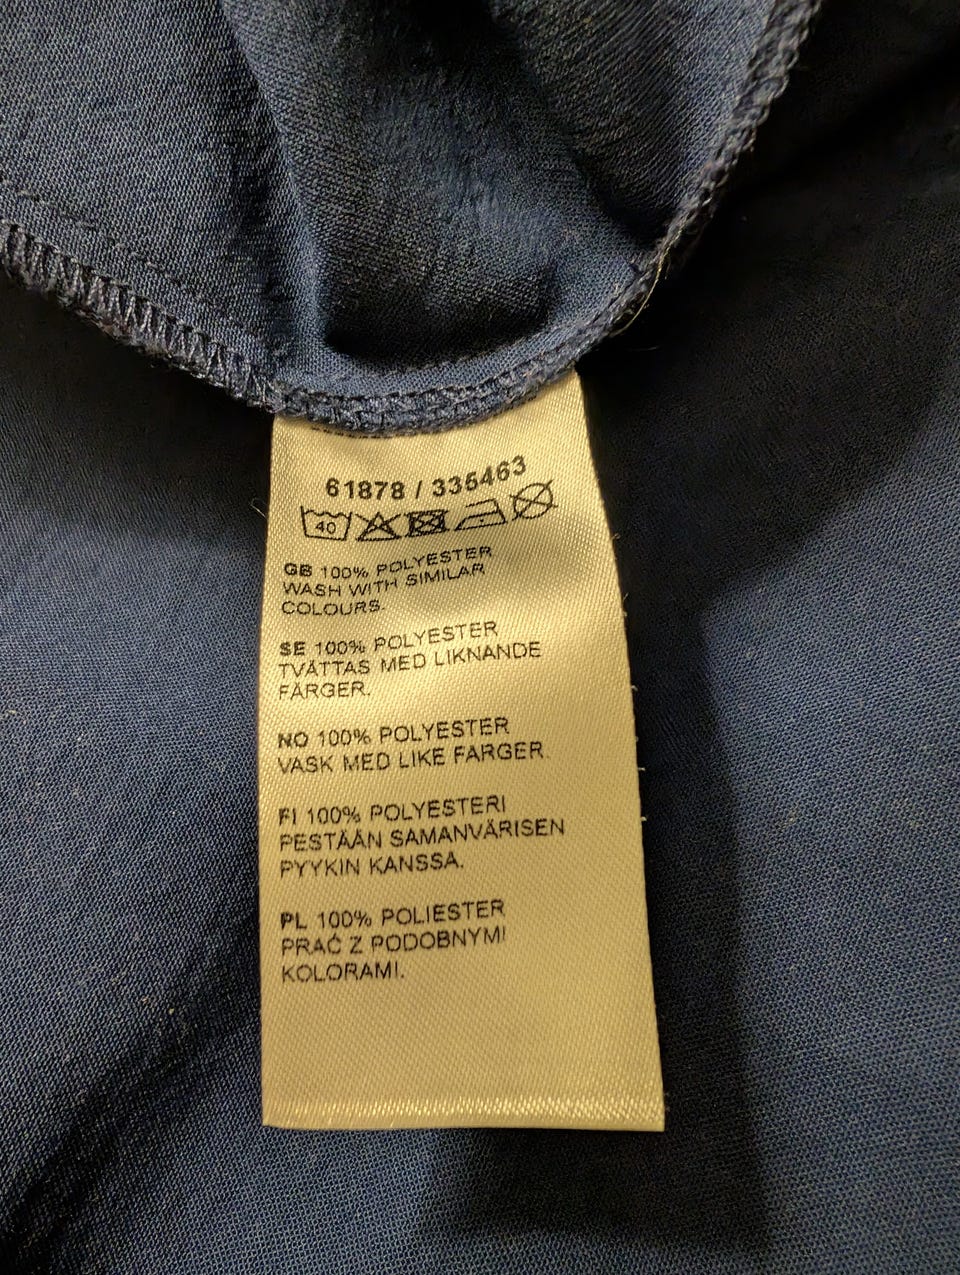 61878 / 335463
40
GB 100% POLYESTER
WASH WITH SIMILAR
COLOURS.
SE 100% POLYESTER
TVÄTTAS MED LIKNANDE
FÄRGER.
NO 100% POLYESTER
VASK MED LIKE FARGER.
FI 100% POLYESTERI
PESTÄÄN SAMANVÄRISEN
PYYKIN KANSSA.
PL 100% POLIESTER
PRAĆ Z PODOBNYMI
KOLORAMI.